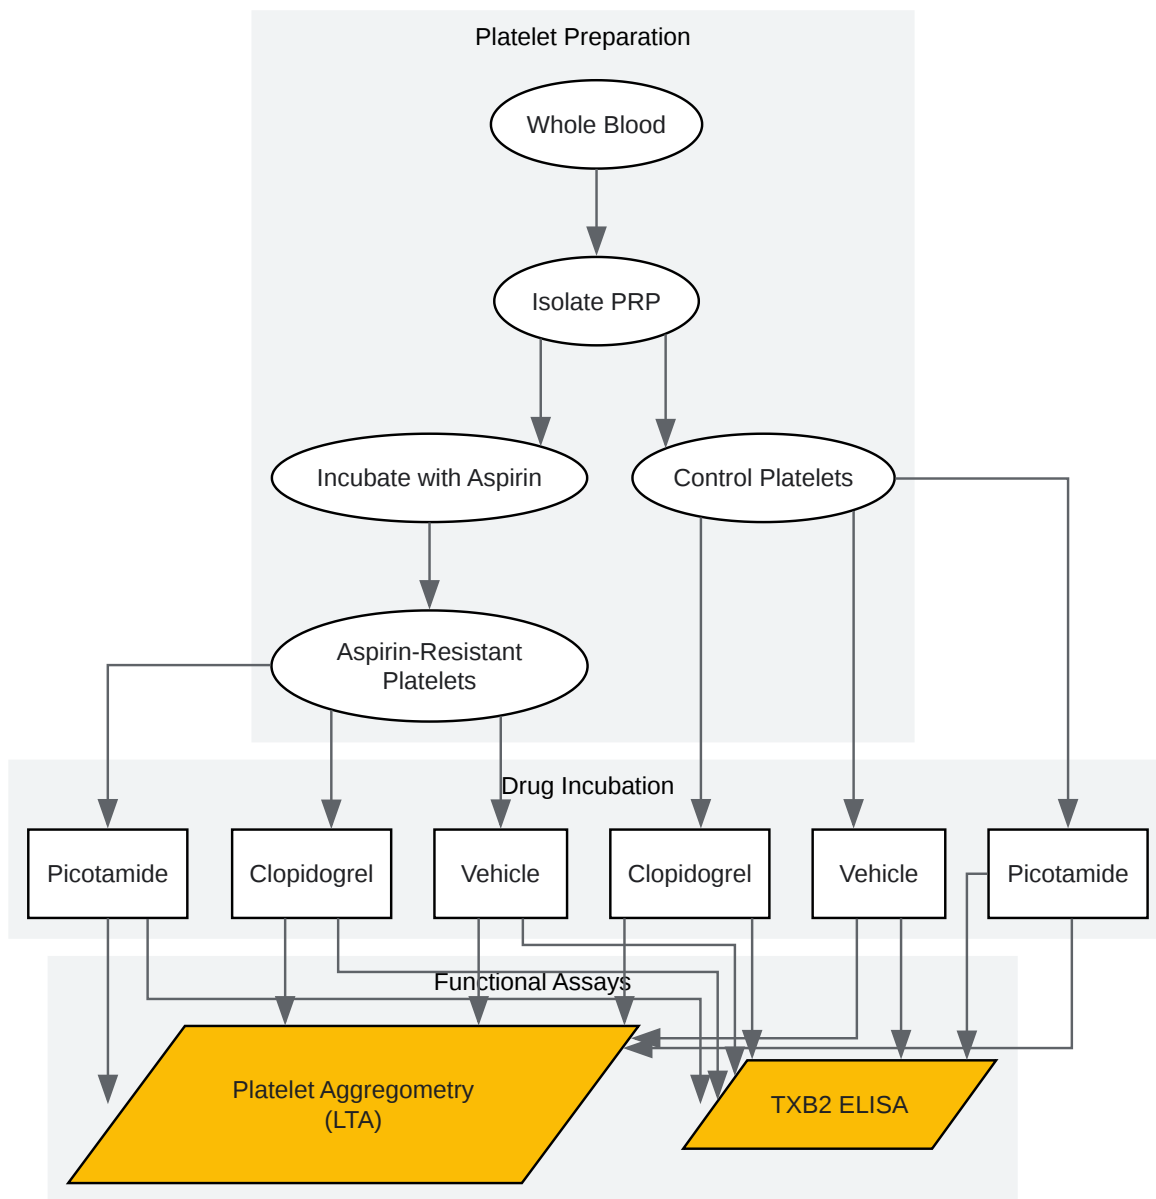 Platelet Preparation
Whole Blood
Isolate PRP
Incubate with Aspirin
Control Platelets
Aspirin-Resistant
Platelets
Drug Incubation
Picotamide
Clopidogrel
Vehicle
Clopidogrel
Vehicle
Picotamide
Functional Assays
Platelet Aggregometry
(LTA)
TXB2 ELISA